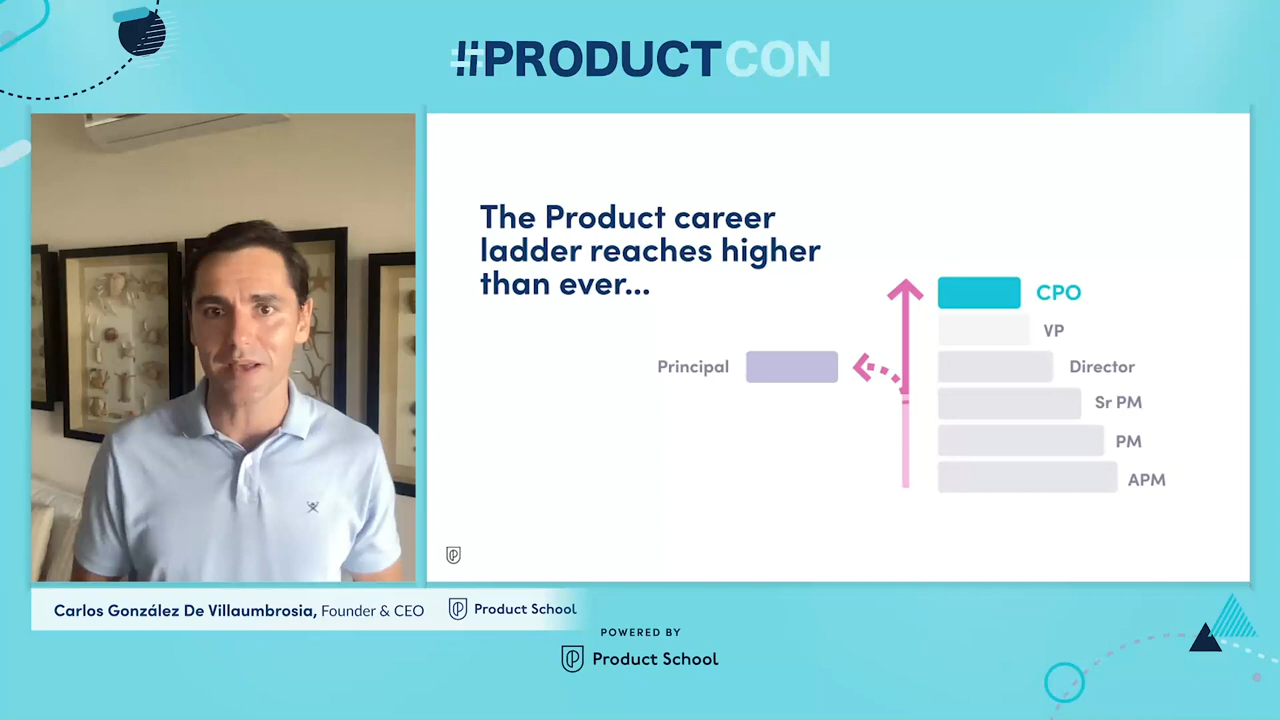 #PRODUCTCON
The Product career
ladder reaches higher
than ever...
CPO
VP
Principal
Director
Sr PM
PM
APM
Carlos González De Villaumbrosia, Founder & CEO
Product School
POWERED BY
Product School